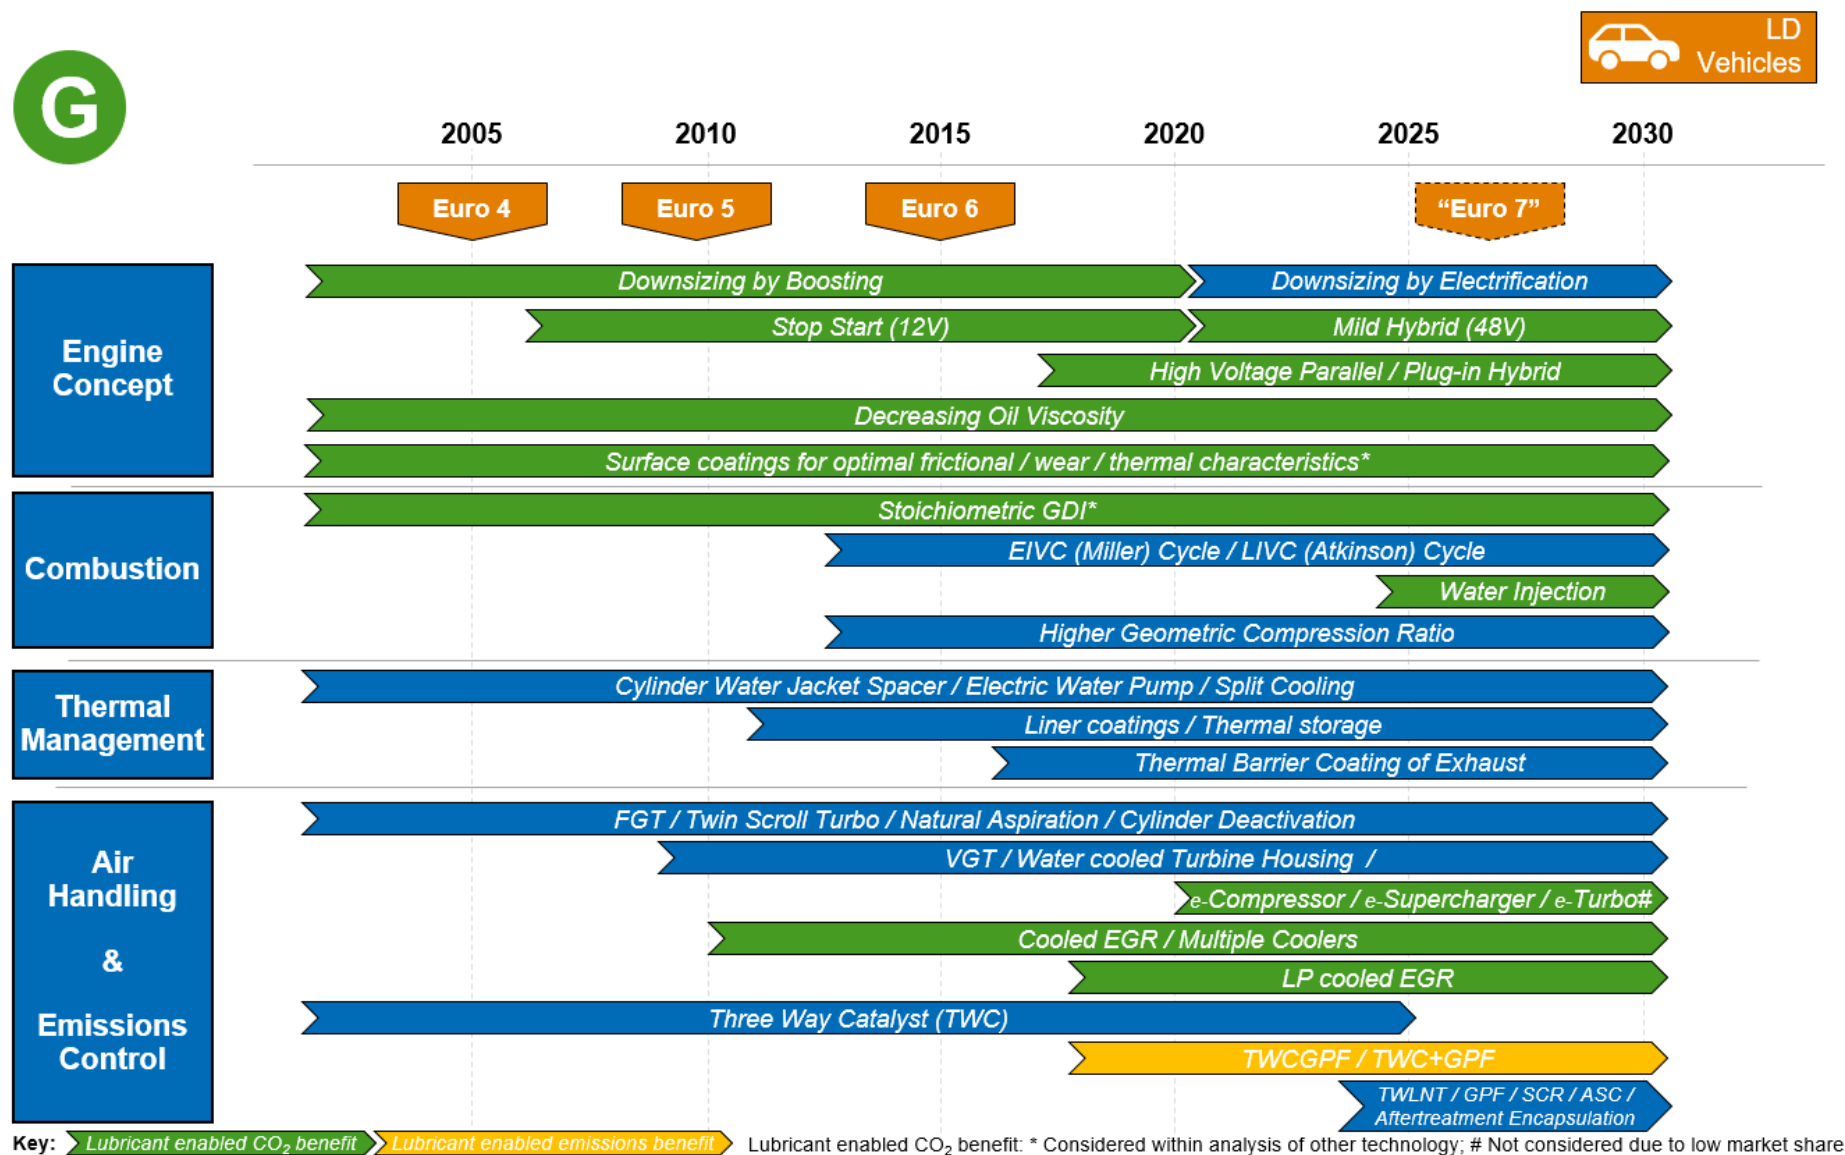 LD
Vehicles
G
2005 2010 2015 2020 2025 2030
Euro 4 Euro 5 Euro 6 “Euro 7”
Engine
Concept
Downsizing by Boosting Downsizing by Electrification
Stop Start (12V) Mild Hybrid (48V)
High Voltage Parallel / Plug-in Hybrid
Decreasing Oil Viscosity
Surface coatings for optimal frictional / wear / thermal characteristics*
Combustion
Stoichiometric GDI*
EIVC (Miller) Cycle / LIVC (Atkinson) Cycle
Water Injection
Higher Geometric Compression Ratio
Thermal
Management
Cylinder Water Jacket Spacer / Electric Water Pump / Split Cooling
Liner coatings / Thermal storage
Thermal Barrier Coating of Exhaust
Air
Handling
&
Emissions
Control
FGT / Twin Scroll Turbo / Natural Aspiration / Cylinder Deactivation
VGT / Water cooled Turbine Housing /
e-Compressor / e-Supercharger / e-Turbo#
Cooled EGR / Multiple Coolers
LP cooled EGR
Three Way Catalyst (TWC)
TWCGPF / TWC+GPF
TWLNT / GPF / SCR / ASC /
Aftertreatment Encapsulation
Key: Lubricant enabled CO₂ benefit Lubricant enabled emissions benefit Lubricant enabled CO₂ benefit: * Considered within analysis of other technology; # Not considered due to low market share